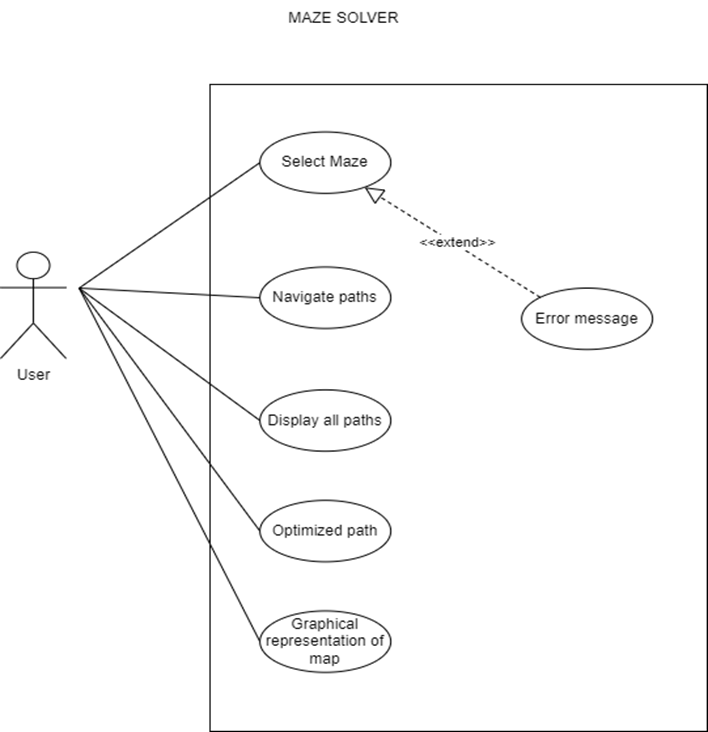 MAZE SOLVER
Select Maze
<<extend>>
Navigate paths
Error message
User
Display all paths
Optimized path
Graphical
representation of
map